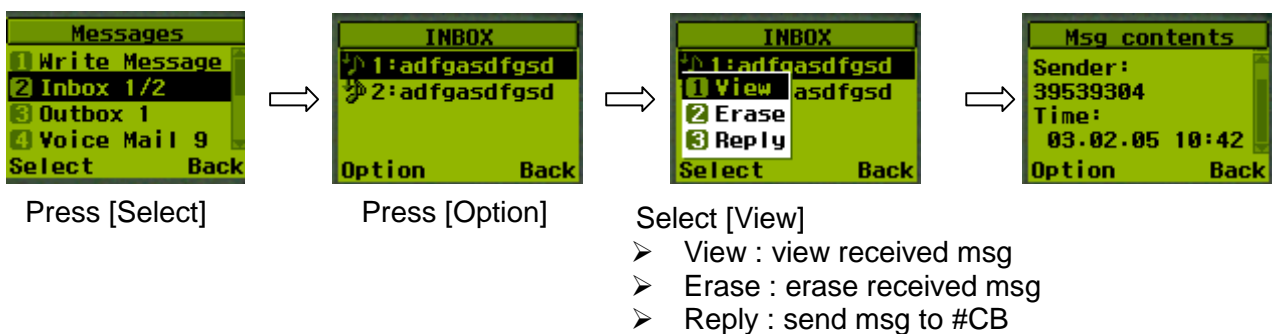 Messages
1 Write Message
2 Inbox 1/2
3 Outbox 1
4 Voice Mail 9
Select Back
Press [Select]
INBOX
1:adfgasdfgsd
2:adfgasdfgsd
Option Back
Press [Option]
INBOX
1:adfgasdfgsd
1 View asdfgsd
2 Erase
3 Reply
Select Back
Select [View]
➢ View : view received msg
➢ Erase : erase received msg
➢ Reply : send msg to #CB
Msg contents
Sender:
39539304
Time:
03.02.05 10:42
Option Back